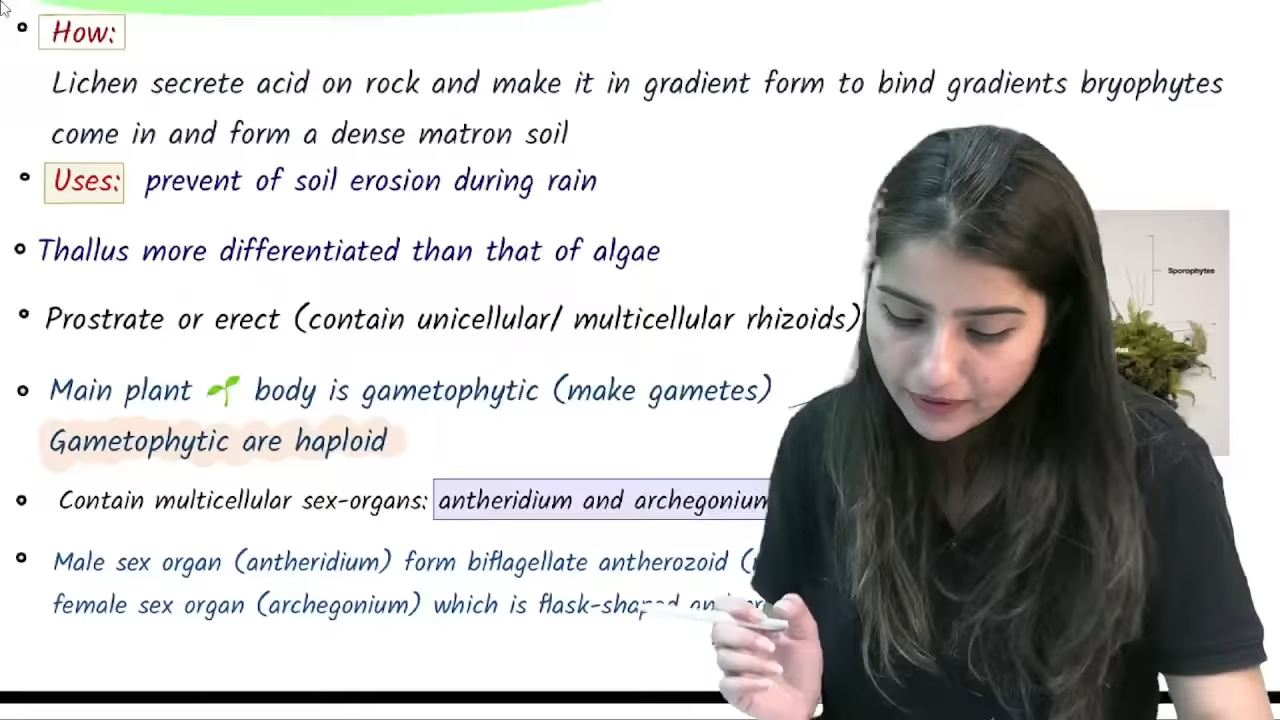 How:
Lichen secrete acid on rock and make it in gradient form to bind gradients bryophytes
come in and form a dense matron soil
Uses: prevent of soil erosion during rain
Thallus more differentiated than that of algae
Prostrate or erect (contain unicellular/ multicellular rhizoids)
Main plant 🌱 body is gametophytic (make gametes)
Gametophytic are haploid
Contain multicellular sex-organs: antheridium and archegonium
Male sex organ (antheridium) form biflagellate antherozoid (
female sex organ (archegonium) which is
Sporophytes